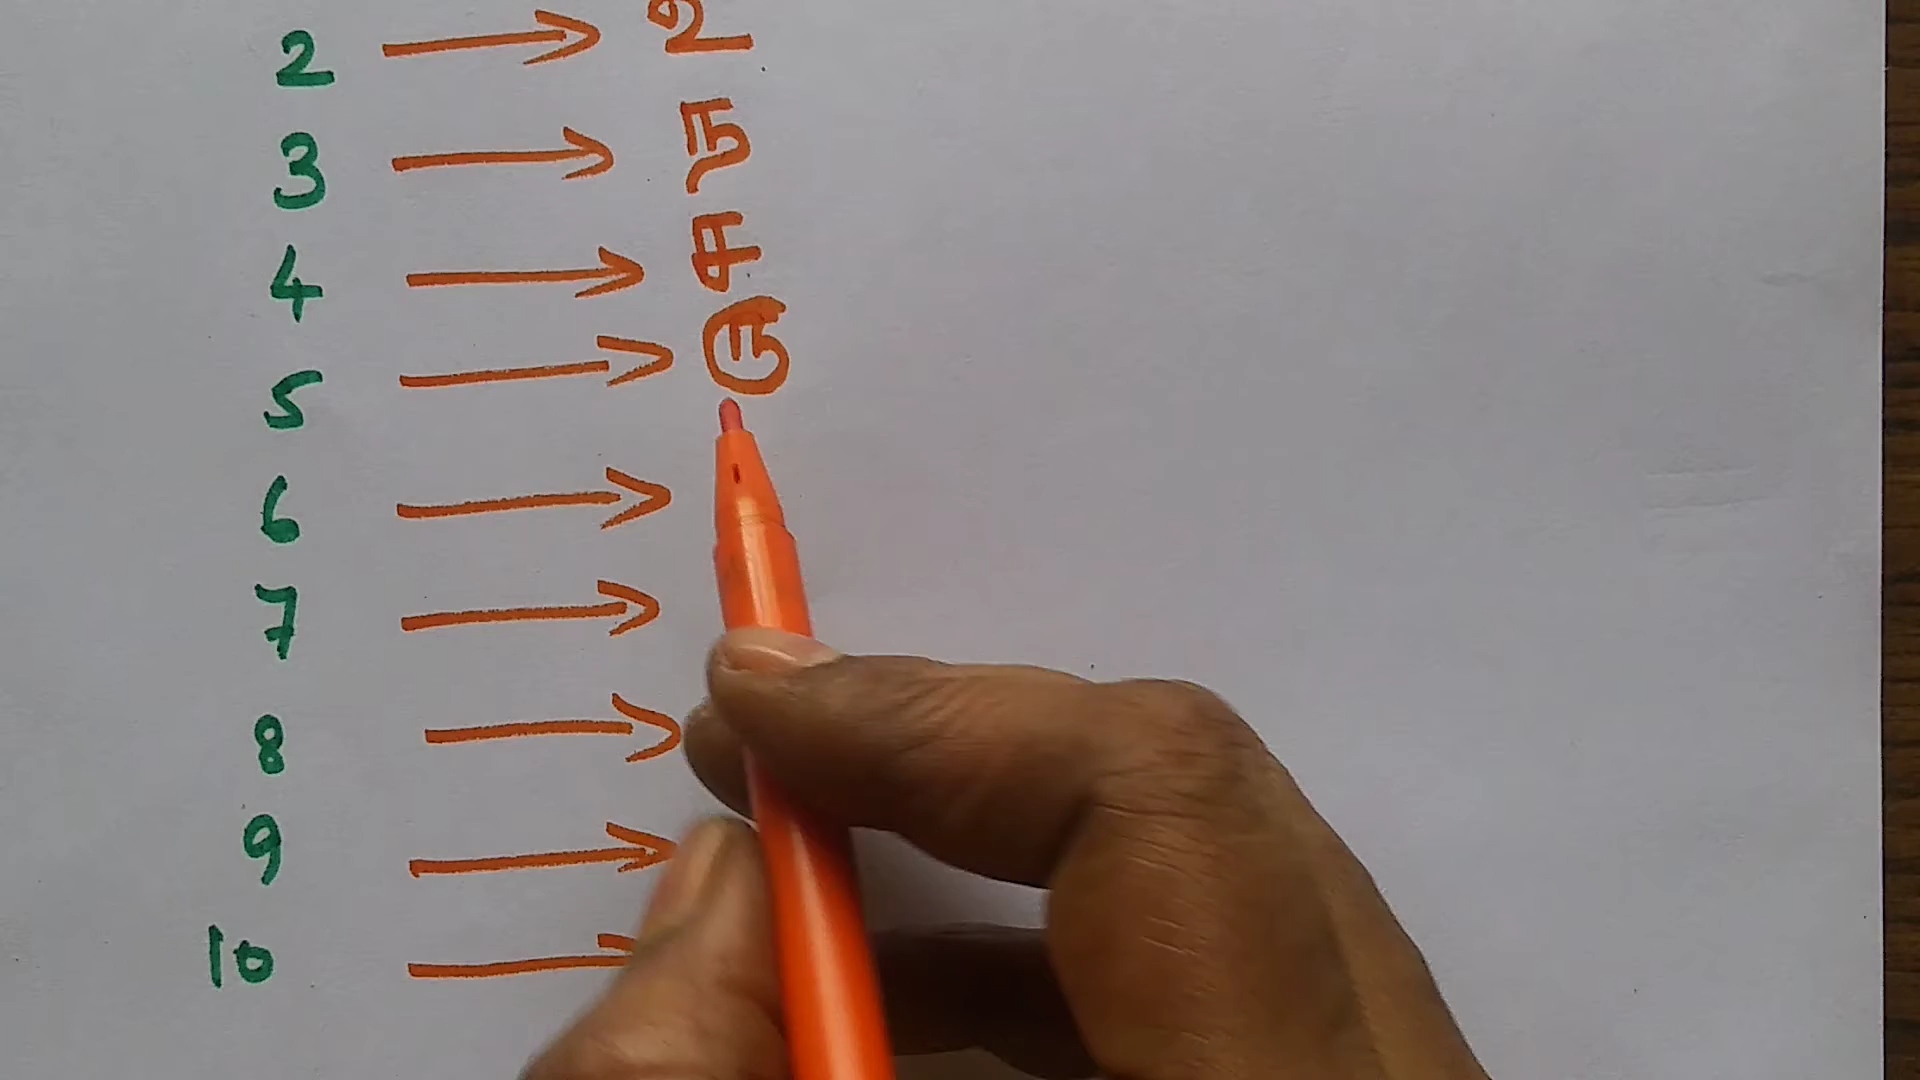 2 → ௨
3 → ௩
4 → ௪
5 → ௫
6 →
7 →
8 →
9 →
10 →